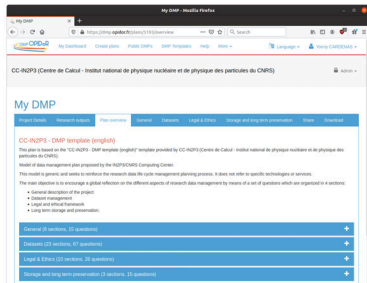 My DMP - Mozilla Firefox
My DMP
https://dmp.opidor.fr/plans/5193/overview
Search
DMP OPIDoR
My Dashboard Create plans Public DMPs DMP Templates Help More
Language Yonny CARDENAS
CC-IN2P3 (Centre de Calcul - Institut national de physique nucléaire et de physique des particules du CNRS)
Admin
My DMP
Project Details Research outputs Plan overview General Datasets Legal & Ethics Storage and long term preservation Share Download
CC-IN2P3 - DMP template (english)
This plan is based on the "CC-IN2P3 - DMP template (english)" template provided by CC-IN2P3 (Centre de Calcul - Institut national de physique nucléaire et de physique des
particules du CNRS).
Model of data management plan proposed by the IN2P3/CNRS Computing Center.
This model is generic and seeks to reinforce the research data life cycle management planning process. It does not refer to specific technologies or services.
The main objective is to encourage a global reflection on the different aspects of research data management by means of a set of questions which are organized in 4 sections:
General description of the project
Dataset management
Legal and ethical framework
Long term storage and preservation
General (6 sections, 15 questions)
Datasets (23 sections, 67 questions)
Legal & Ethics (10 sections, 26 questions)
Storage and long term preservation (3 sections, 15 questions)